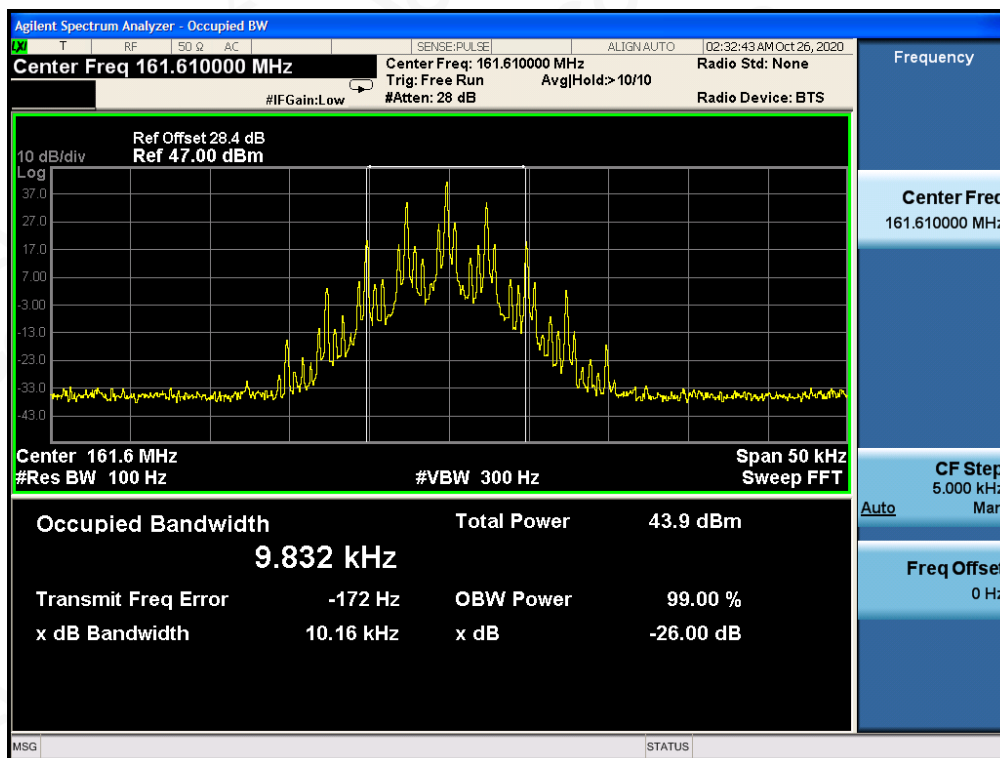 Agilent Spectrum Analyzer - Occupied BW
LXI T RF 50 Ω AC SENSE:PULSE ALIGN AUTO 02:32:43 AM Oct 26, 2020
Center Freq 161.610000 MHz
Center Freq: 161.610000 MHz Radio Std: None
Trig: Free Run Avg|Hold:>10/10
#IFGain:Low #Atten: 28 dB Radio Device: BTS
Ref Offset 28.4 dB
10 dB/div Ref 47.00 dBm
Log
37.0
27.0
17.0
7.00
-3.00
-13.0
-23.0
-33.0
-43.0
Center 161.6 MHz Span 50 kHz
#Res BW 100 Hz #VBW 300 Hz Sweep FFT
Occupied Bandwidth Total Power 43.9 dBm
9.832 kHz
Transmit Freq Error -172 Hz OBW Power 99.00 %
x dB Bandwidth 10.16 kHz x dB -26.00 dB
MSG STATUS
Frequency
Center Freq
161.610000 MHz
CF Step
5.000 kHz
Auto Man
Freq Offset
0 Hz